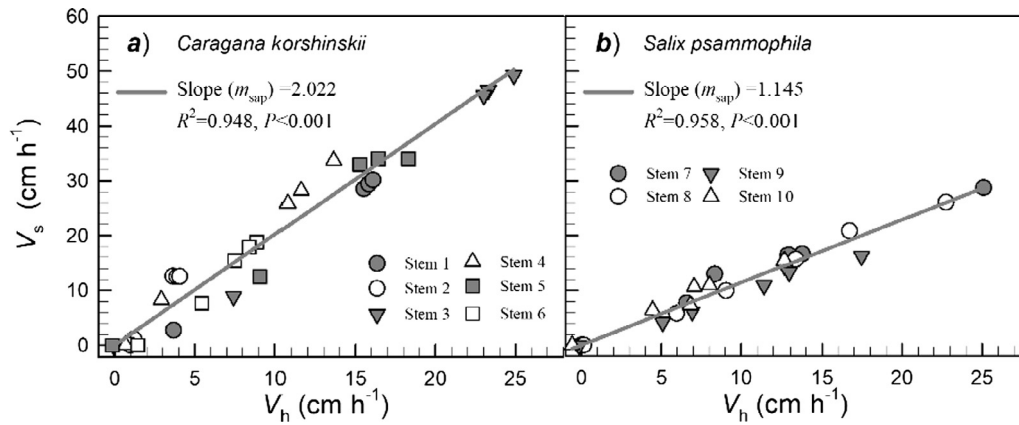 a) Caragana korshinskii
Slope (msap) =2.022
R2=0.948, P<0.001
Stem 1 Stem 4
Stem 2 Stem 5
Stem 3 Stem 6
60
50
40
30
20
10
0
Vs (cm h-1)
0 5 10 15 20 25
Vh (cm h-1)
b) Salix psammophila
Slope (msap) =1.145
R2=0.958, P<0.001
Stem 7 Stem 9
Stem 8 Stem 10
0 5 10 15 20 25
Vh (cm h-1)